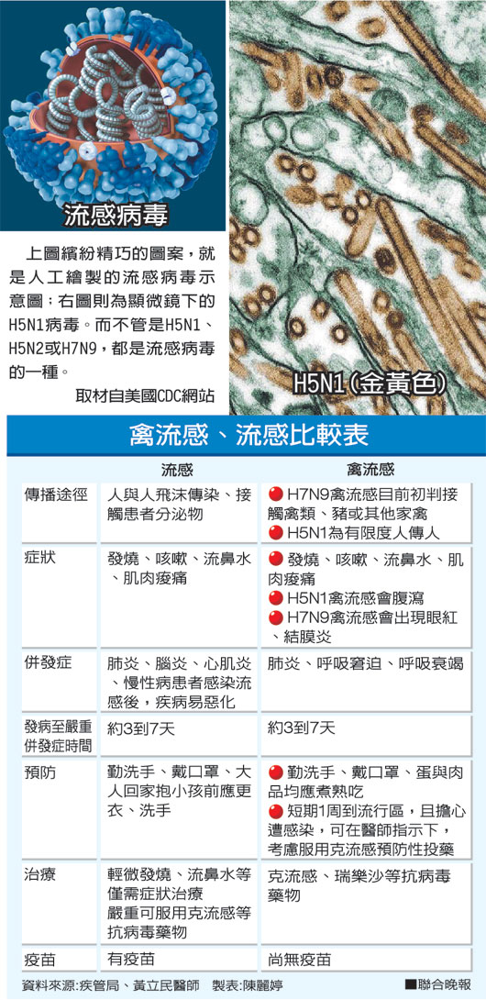 流感病毒
上圖繽紛精巧的圖案，就
是人工繪製的流感病毒示
意圖；右圖則為顯微鏡下的
H5N1病毒。而不管是H5N1、
H5N2或H7N9，都是流感病毒
的一種。
取材自美國CDC網站
H5N1(金黃色)
禽流感、流感比較表
流感
禽流感
傳播途徑
人與人飛沫傳染、接
觸患者分泌物
H7N9禽流感目前初判接
觸禽類、豬或其他家禽
H5N1為有限度人傳人
症狀
發燒、咳嗽、流鼻水
、肌肉痠痛
發燒、咳嗽、流鼻水、肌
肉痠痛
H5N1禽流感會腹瀉
H7N9禽流感會出現眼紅
、結膜炎
併發症
肺炎、腦炎、心肌炎
、慢性病患者感染流
感後，疾病易惡化
肺炎、呼吸窘迫、呼吸衰竭
發病至嚴重
併發症時間
約3到7天
約3到7天
預防
勤洗手、戴口罩、大
人回家抱小孩前應更
衣、洗手
勤洗手、戴口罩、蛋與肉
品均應煮熟吃
短期1周到流行區，且擔心
遭感染，可在醫師指示下，
考慮服用克流感預防性投藥
治療
輕微發燒、流鼻水等
僅需症狀治療
嚴重可服用克流感等
抗病毒藥物
克流感、瑞樂沙等抗病毒
藥物
疫苗
有疫苗
尚無疫苗
資料來源:疾管局、黃立民醫師 製表:陳麗婷
■聯合晚報